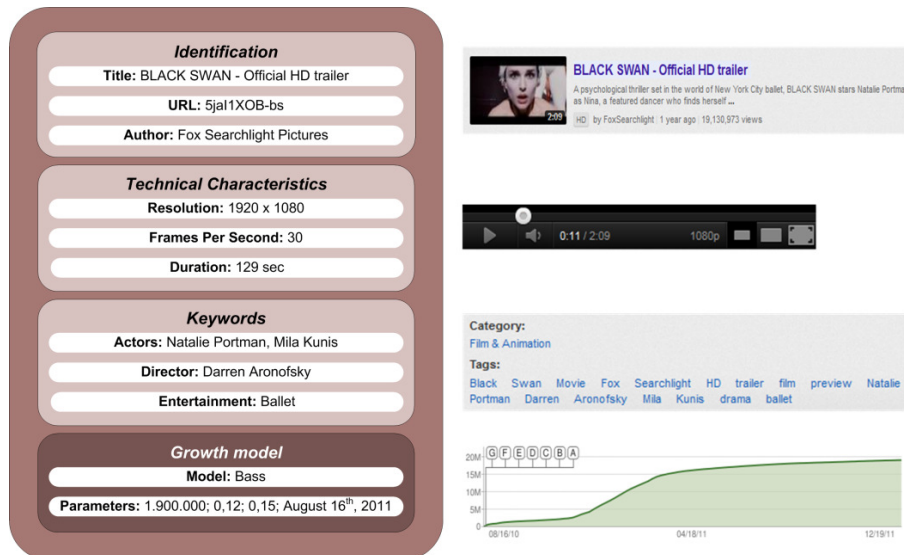 Identification
Title: BLACK SWAN - Official HD trailer
URL: 5jaI1XOB-bs
Author: Fox Searchlight Pictures
Technical Characteristics
Resolution: 1920 x 1080
Frames Per Second: 30
Duration: 129 sec
Keywords
Actors: Natalie Portman, Mila Kunis
Director: Darren Aronofsky
Entertainment: Ballet
Growth model
Model: Bass
Parameters: 1.900.000; 0,12; 0,15; August 16th, 2011
BLACK SWAN - Official HD trailer
A psychological thriller set in the world of New York City ballet, BLACK SWAN stars Natalie Portma
as Nina, a featured dancer who finds herself ...
2:09
HD by FoxSearchlight 1 year ago 19,130,973 views
0:11 / 2:09 1080p
Category:
Film & Animation
Tags:
Black Swan Movie Fox Searchlight HD trailer film preview Natalie
Portman Darren Aronofsky Mila Kunis drama ballet
G F E D C B A
20M
15M
10M
5M
0
08/16/10 04/18/11 12/19/11